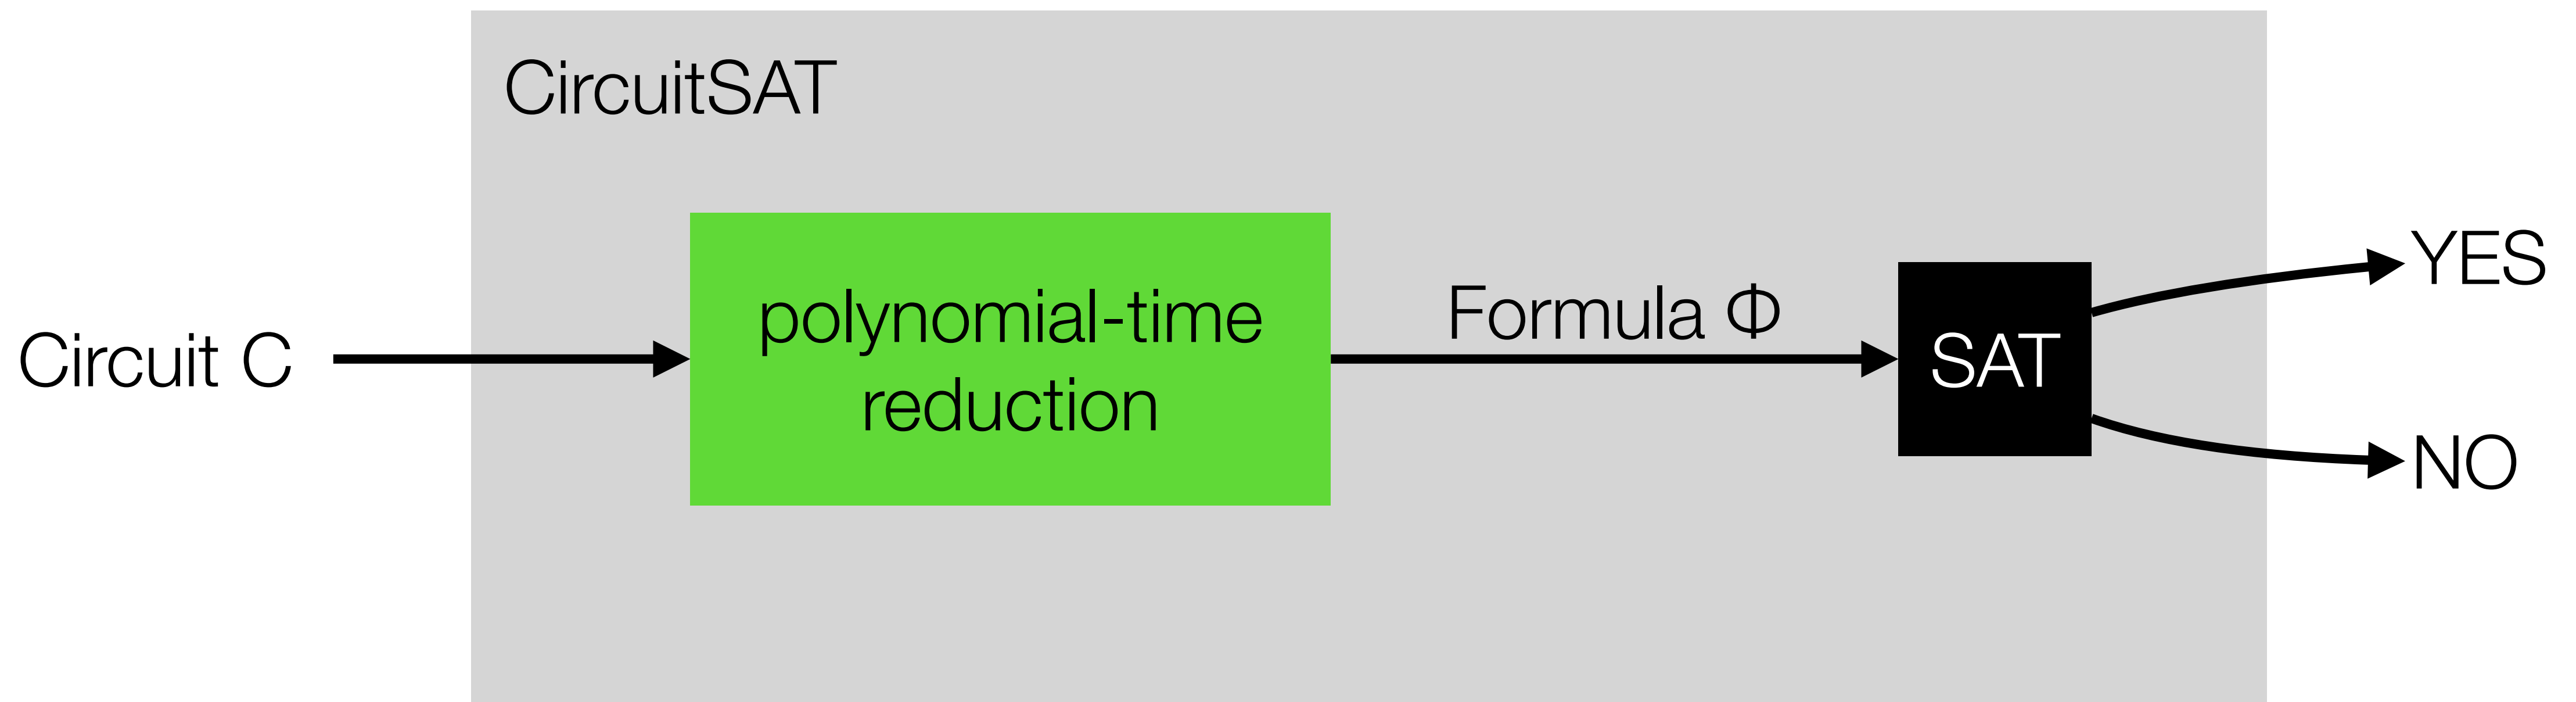 CircuitSAT
Circuit C
polynomial-time
reduction
Formula Φ
SAT
YES
NO